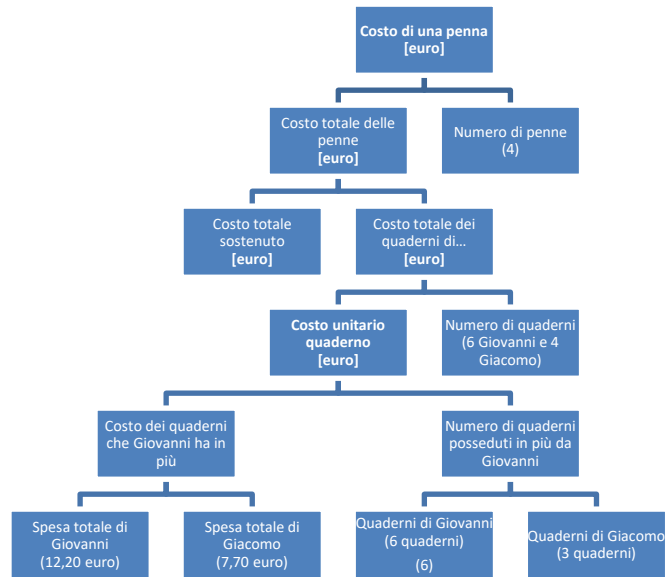 Costo di una penna
[euro]
Costo totale delle
penne
[euro]
Numero di penne
(4)
Costo totale
sostenuto
[euro]
Costo totale dei
quaderni di…
[euro]
Costo unitario
quaderno
[euro]
Numero di quaderni
(6 Giovanni e 4
Giacomo)
Costo dei quaderni
che Giovanni ha in
più
Numero di quaderni
posseduti in più da
Giovanni
Spesa totale di
Giovanni
(12,20 euro)
Spesa totale di
Giacomo
(7,70 euro)
Quaderni di Giovanni
(6 quaderni)
(6)
Quaderni di Giacomo
(3 quaderni)